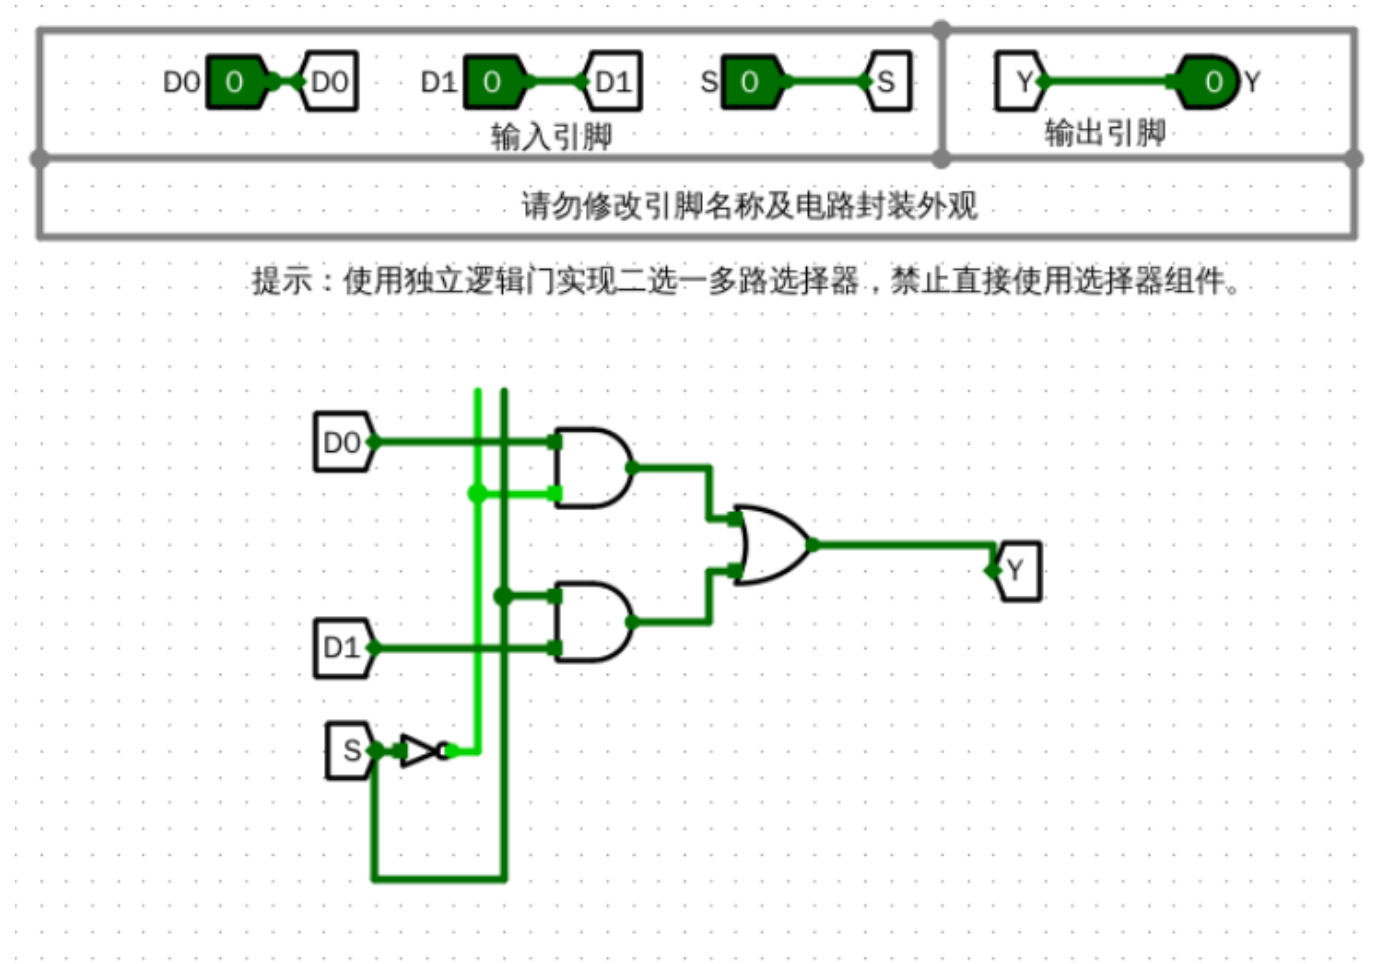 D0 0 D0 D1 0 D1 S 0 S Y 0 Y
输入引脚 输出引脚
请勿修改引脚名称及电路封装外观
提示：使用独立逻辑门实现二选一多路选择器，禁止直接使用选择器组件。
D0
Y
D1
S